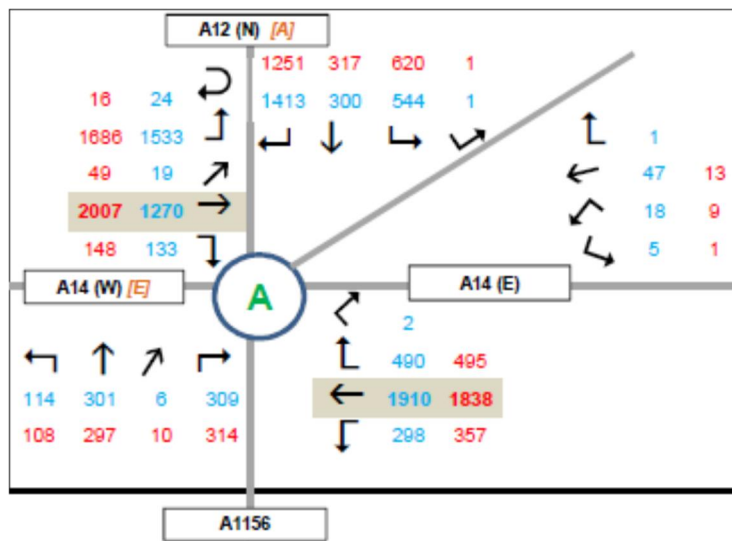 A12 (N) [A]
1251 317 620 1
16 24
1413 300 544 1
1686 1533
1
49 19
47 13
2007 1270
18 9
148 133
5 1
A14 (W) [E]
A
A14 (E)
2
490 495
114 301 6 309
1910 1838
108 297 10 314
298 357
A1156